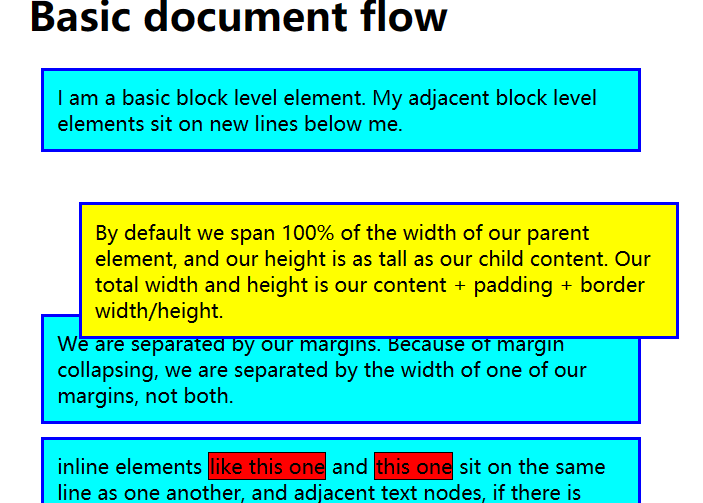 Basic document flow
I am a basic block level element. My adjacent block level
elements sit on new lines below me.
By default we span 100% of the width of our parent
element, and our height is as tall as our child content. Our
total width and height is our content + padding + border
width/height.
We are separated by our margins. Because of margin
collapsing, we are separated by the width of one of our
margins, not both.
inline elements like this one and this one sit on the same
line as one another, and adjacent text nodes, if there is